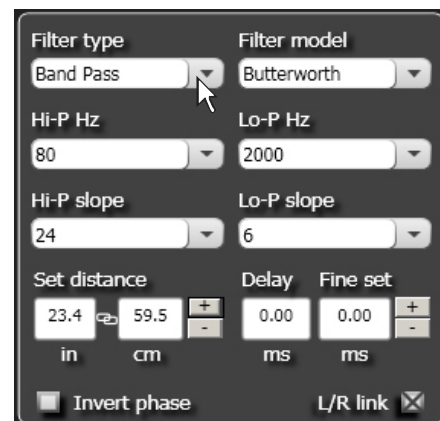 Filter type Filter model
Band Pass Butterworth
Hi-P Hz Lo-P Hz
80 2000
Hi-P slope Lo-P slope
24 6
Set distance Delay Fine set
23.4 59.5 + - 0.00 0.00 + -
in cm ms ms
Invert phase L/R link